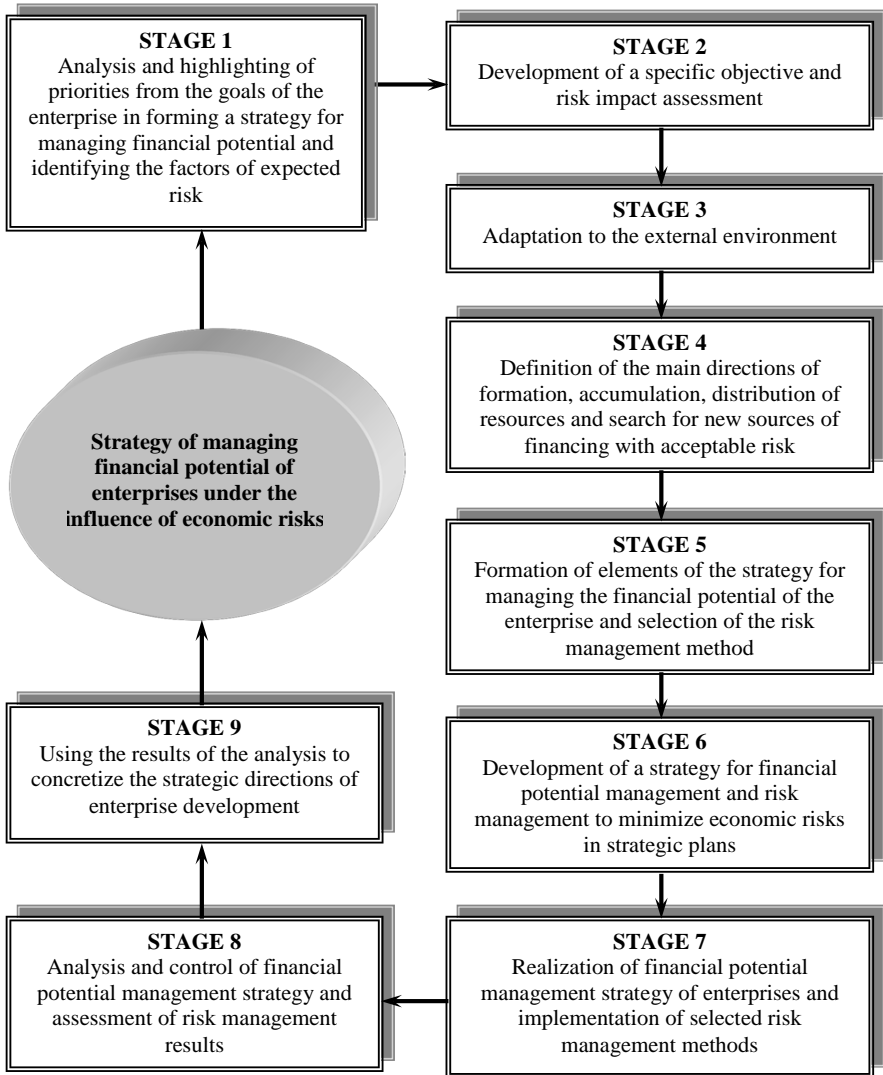 STAGE 1
Analysis and highlighting of
priorities from the goals of the
enterprise in forming a strategy for
managing financial potential and
identifying the factors of expected
risk
STAGE 2
Development of a specific objective and
risk impact assessment
STAGE 3
Adaptation to the external environment
STAGE 4
Definition of the main directions of
formation, accumulation, distribution of
resources and search for new sources of
financing with acceptable risk
STAGE 5
Formation of elements of the strategy for
managing the financial potential of the
enterprise and selection of the risk
management method
STAGE 6
Development of a strategy for financial
potential management and risk
management to minimize economic risks
in strategic plans
STAGE 7
Realization of financial potential
management strategy of enterprises and
implementation of selected risk
management methods
STAGE 8
Analysis and control of financial
potential management strategy and
assessment of risk management
results
STAGE 9
Using the results of the analysis to
concretize the strategic directions of
enterprise development
Strategy of managing
financial potential of
enterprises under the
influence of economic risks